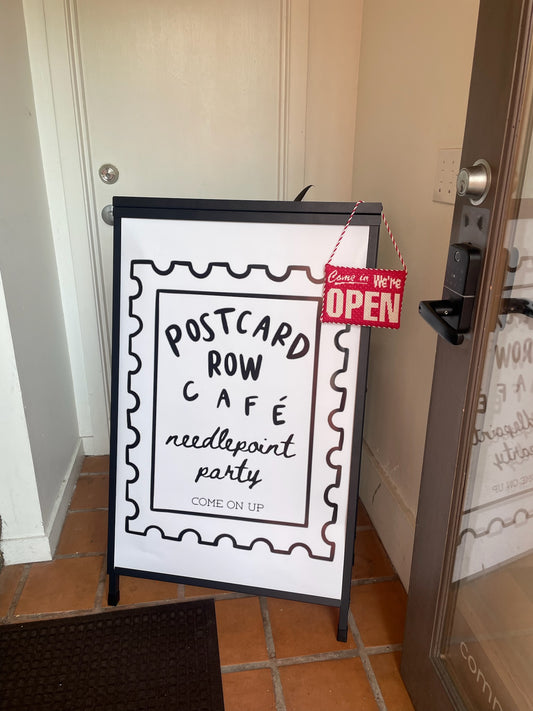 Come in We're
OPEN
POSTCARD
ROW
CAFÉ
needlepoint
party
COME ON UP